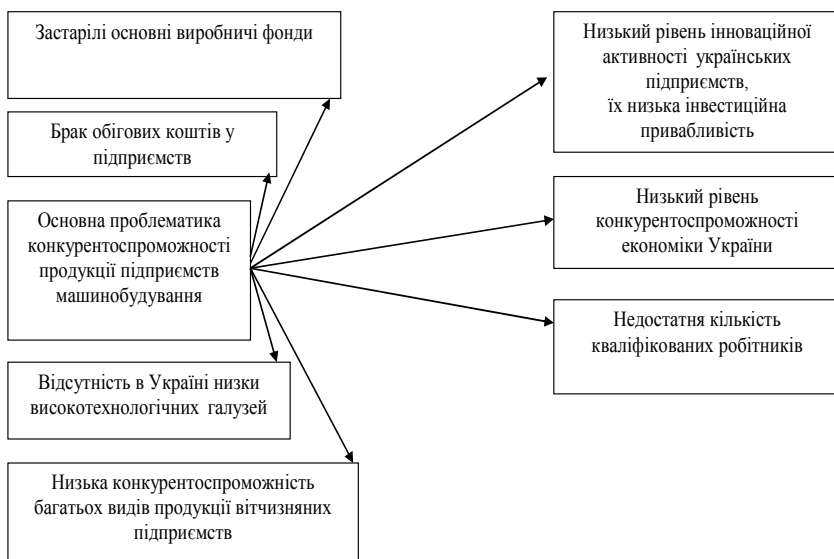 Застарілі основні виробничі фонди
Брак обігових коштів у
підприємств
Основна проблематика
конкурентоспроможності
продукції підприємств
машинобудування
Відсутність в Україні низки
високотехнологічних галузей
Низька конкурентоспроможність
багатьох видів продукції вітчизняних
підприємств
Низький рівень інноваційної
активності українських
підприємств,
їх низька інвестиційна
привабливість
Низький рівень
конкурентоспроможності
економіки України
Недостатня кількість
кваліфікованих робітників